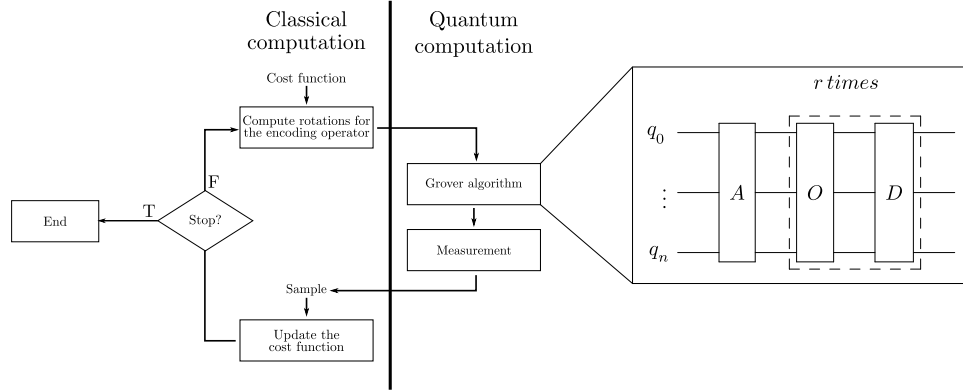 Classical
computation
Quantum
computation
Cost function
Compute rotations for
the encoding operator
F
T
Stop?
End
Grover algorithm
Measurement
Sample
Update the
cost function
r times
q0
⋮
qn
A
O
D